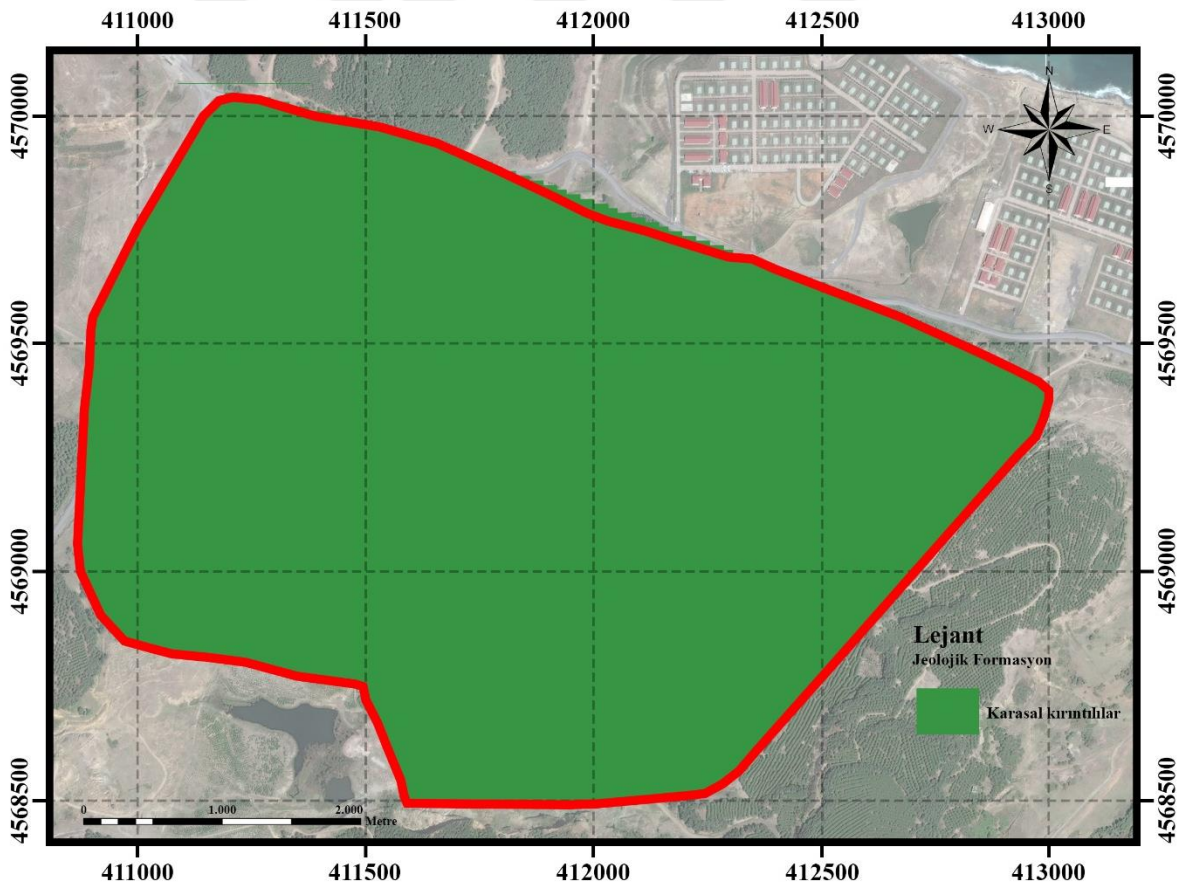 411000 411500 412000 412500 413000
4570000 4570000
N
W E
S
4569500 4569500
4569000 4569000
Lejant
Jeolojik Formasyon
Karasal kırıntılılar
4568500 4568500
0 1.000 2.000
Metre
411000 411500 412000 412500 413000